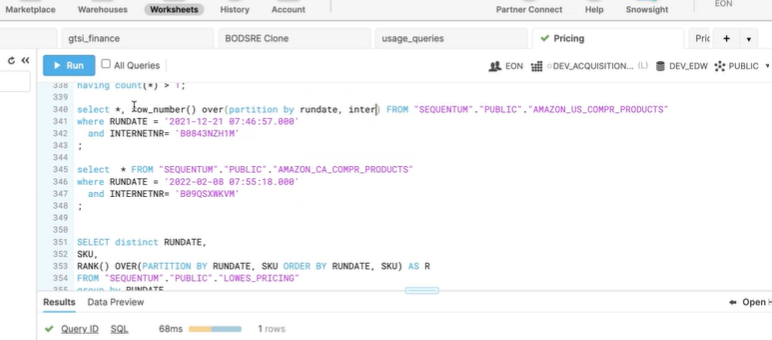 Marketplace Warehouses Worksheets History Account Partner Connect Help Snowsight EON
gtsi_finance BODSRE Clone usage_queries Pricing Pric
Run All Queries EON DEV_ACQUISITION... (L) DEV_EDW PUBLIC
338 having count(*) > 1;
339
340 select *, row_number() over(partition by rundate, inter) FROM "SEQUENTUM"."PUBLIC"."AMAZON_US_COMPR_PRODUCTS"
341 where RUNDATE = '2021-12-21 07:46:57.000'
342 and INTERNETNR= 'B0843NZH1M'
343 ;
344
345 select * FROM "SEQUENTUM"."PUBLIC"."AMAZON_CA_COMPR_PRODUCTS"
346 where RUNDATE = '2022-02-08 07:55:18.000'
347 and INTERNETNR= 'B09QSXWKVM'
348 ;
349
350
351 SELECT distinct RUNDATE,
352 SKU,
353 RANK() OVER(PARTITION BY RUNDATE, SKU ORDER BY RUNDATE, SKU) AS R
354 FROM "SEQUENTUM"."PUBLIC"."LOWES_PRICING"
355 group by RUNDATE
Results Data Preview Open H
Query ID SQL 68ms 1 rows